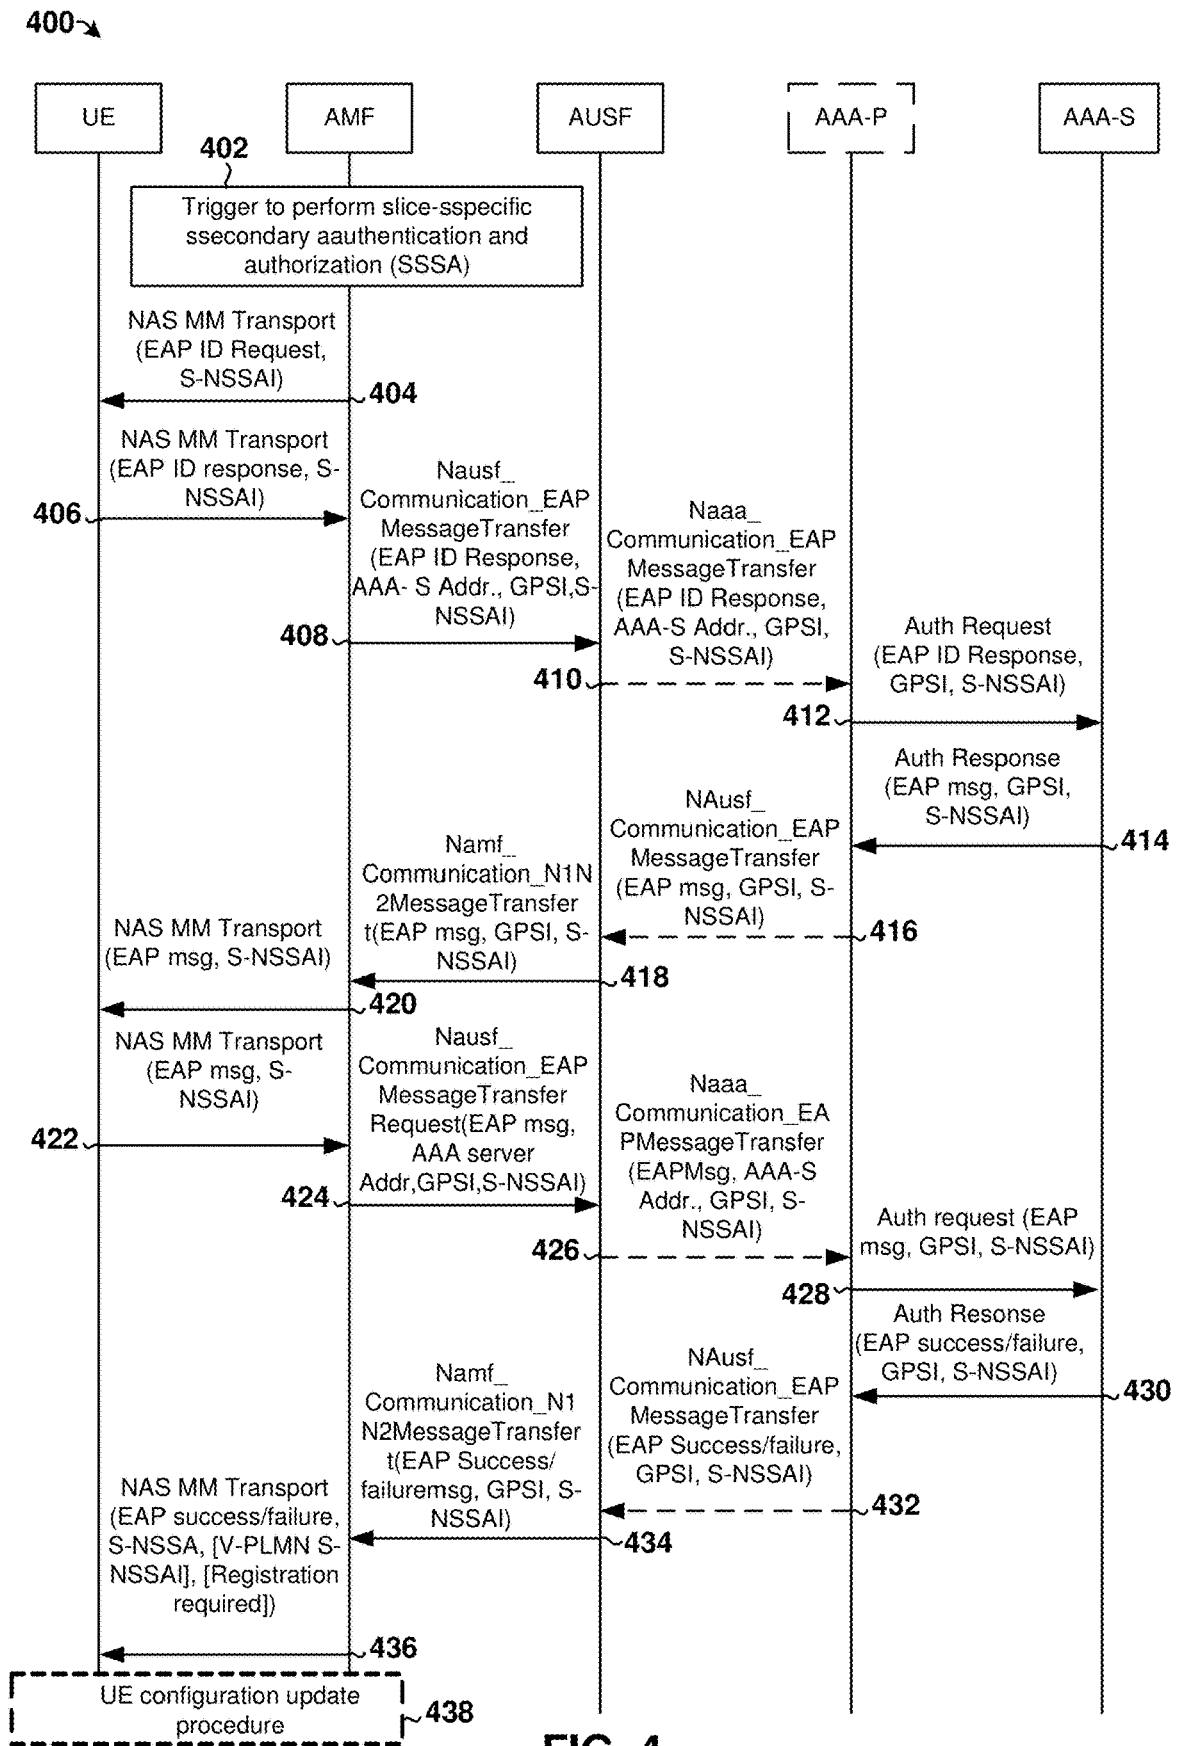 400
UE
AMF
AUSF
AAA-P
AAA-S
402
Trigger to perform slice-sspecific
ssecondary aauthentication and
authorization (SSSA)
NAS MM Transport
(EAP ID Request,
S-NSSAI)
404
NAS MM Transport
(EAP ID response, S-
NSSAI)
406
Nausf_
Communication_EAP
MessageTransfer
(EAP ID Response,
AAA- S Addr., GPSI,S-
NSSAI)
408
Naaa_
Communication_EAP
MessageTransfer
(EAP ID Response,
AAA-S Addr., GPSI,
S-NSSAI)
410
Auth Request
(EAP ID Response,
GPSI, S-NSSAI)
412
Auth Response
(EAP msg, GPSI,
S-NSSAI)
414
NAusf_
Communication_EAP
MessageTransfer
(EAP msg, GPSI, S-
NSSAI)
416
Namf_
Communication_N1N
2MessageTransfer
t(EAP msg, GPSI, S-
NSSAI)
418
NAS MM Transport
(EAP msg, S-NSSAI)
420
NAS MM Transport
(EAP msg, S-
NSSAI)
422
Nausf_
Communication_EAP
MessageTransfer
Request(EAP msg,
AAA server
Addr,GPSI,S-NSSAI)
424
Naaa_
Communication_EA
PMessageTransfer
(EAPMsg, AAA-S
Addr., GPSI, S-
NSSAI)
426
Auth request (EAP
msg, GPSI, S-NSSAI)
428
Auth Resonse
(EAP success/failure,
GPSI, S-NSSAI)
430
NAusf_
Communication_EAP
MessageTransfer
(EAP Success/failure,
GPSI, S-NSSAI)
432
Namf_
Communication_N1
N2MessageTransfer
t(EAP Success/
failuremsg, GPSI, S-
NSSAI)
434
NAS MM Transport
(EAP success/failure,
S-NSSA, [V-PLMN S-
NSSAI], [Registration
required])
436
UE configuration update
procedure
438
FIG. 4